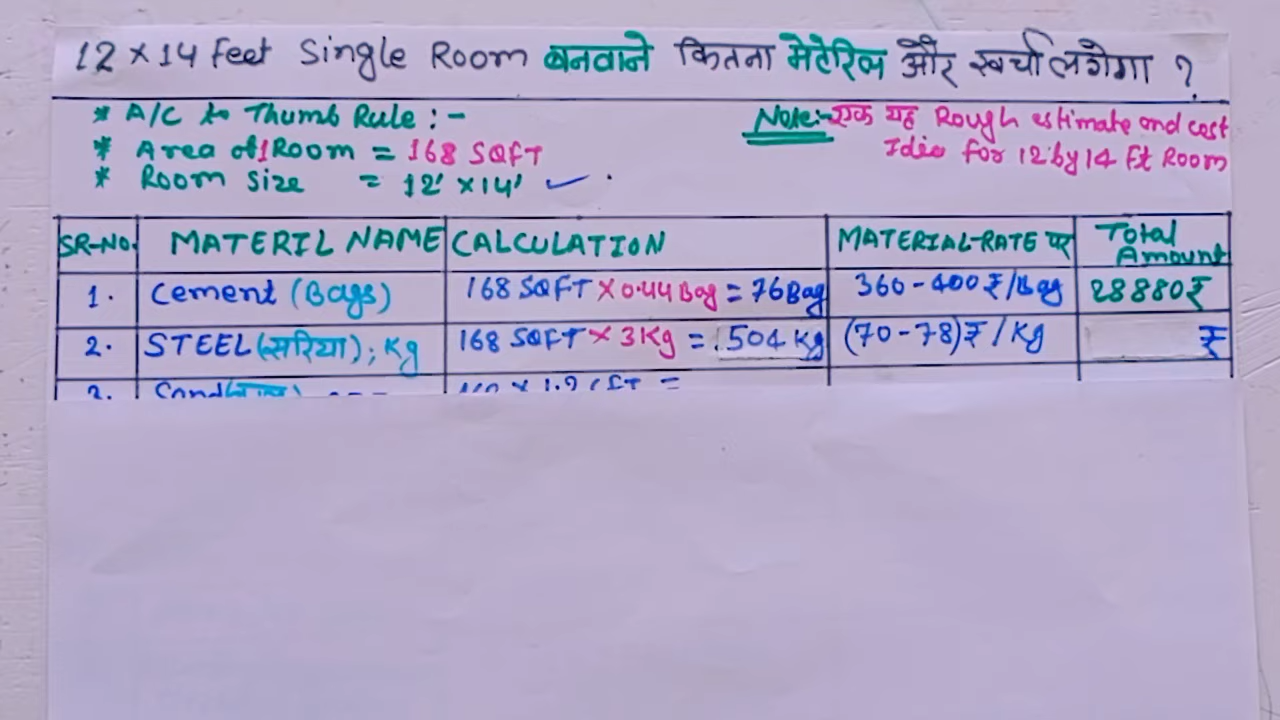 12 × 14 Feet Single Room बनवाने कितना मेटेरिल और खर्चा लगेगा ?
* A/C to Thumb Rule : -
* Area of 1 Room = 168 SQFT
* Room Size = 12' × 14'
Note:- एक यह Rough estimate and cost
Idia for 12 by 14 Ft Room
SR-NO. MATERIL NAME CALCULATION MATERIAL-RATE पर Total Amount
1. Cement (Bags) 168 SQFT × 0.44 Bag = 76 Bag 360-400₹/Bag 28880₹
2. STEEL (सरिया); Kg 168 SQFT × 3 Kg = 504 Kg (70-78)₹/Kg ₹